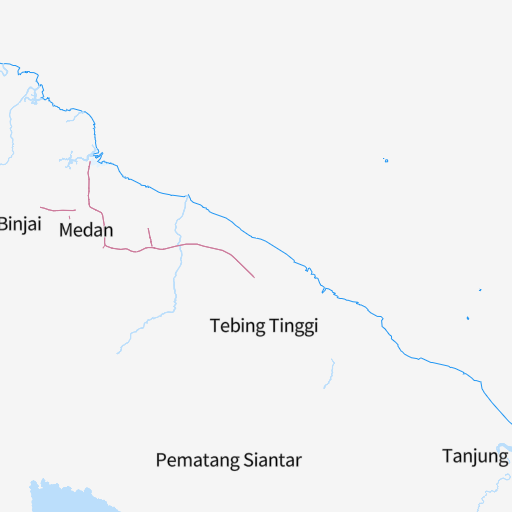 Binjai
Medan
Tebing Tinggi
Pematang Siantar
Tanjung